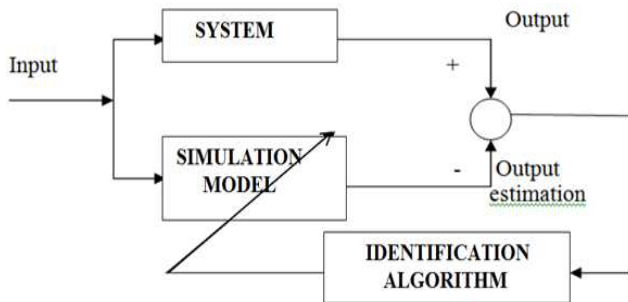 SYSTEM
Output
Input
+
SIMULATION
MODEL
-
Output
estimation
IDENTIFICATION
ALGORITHM